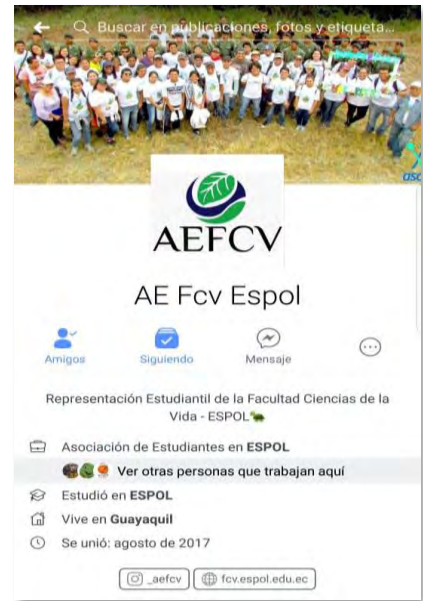 Buscar en publicaciones, fotos y etiqueta...
asc
AEFCV
AE Fcv Espol
Amigos
Siguiendo
Mensaje
Representación Estudiantil de la Facultad Ciencias de la
Vida - ESPOL
Asociación de Estudiantes en ESPOL
Ver otras personas que trabajan aquí
Estudió en ESPOL
Vive en Guayaquil
Se unió: agosto de 2017
_aefcv
fcv.espol.edu.ec